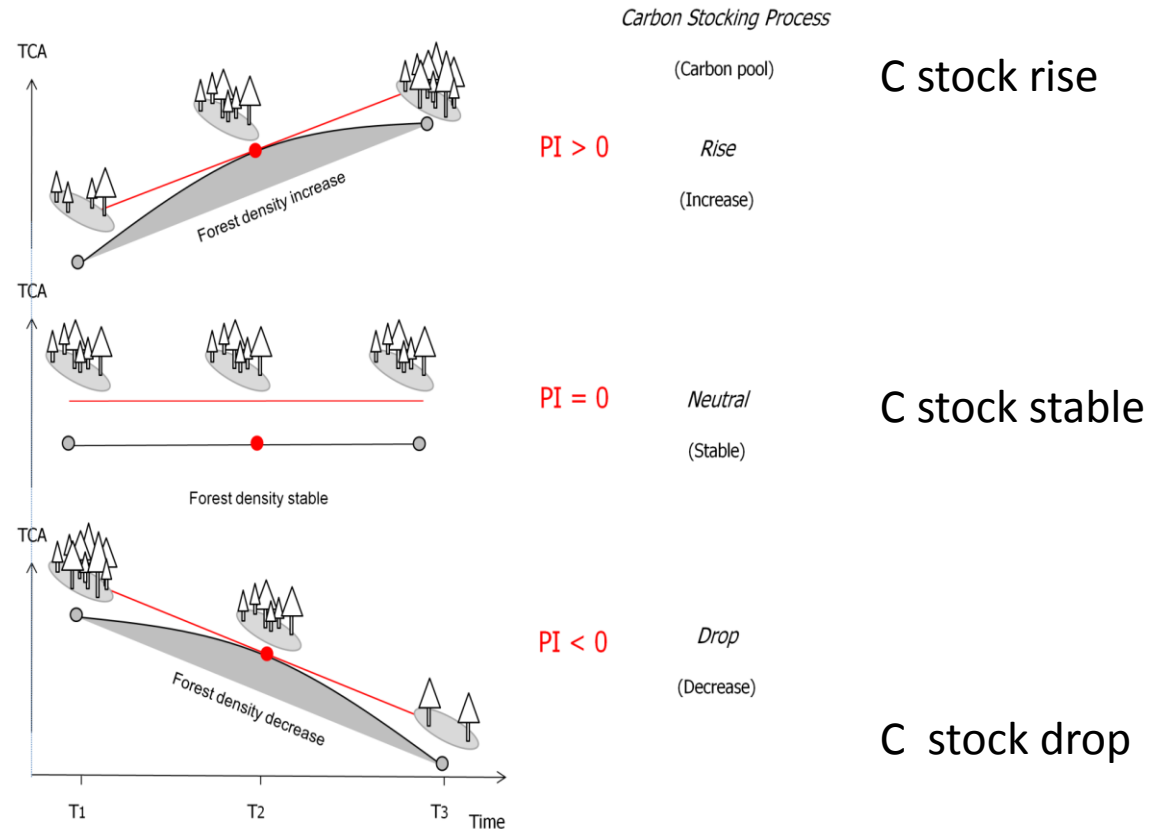 Carbon Stocking Process
(Carbon pool)
C stock rise
TCA
Forest density increase
PI > 0
Rise
(Increase)
TCA
PI = 0
Neutral
(Stable)
C stock stable
Forest density stable
TCA
Forest density decrease
PI < 0
Drop
(Decrease)
C  stock drop
T1
T2
T3
Time